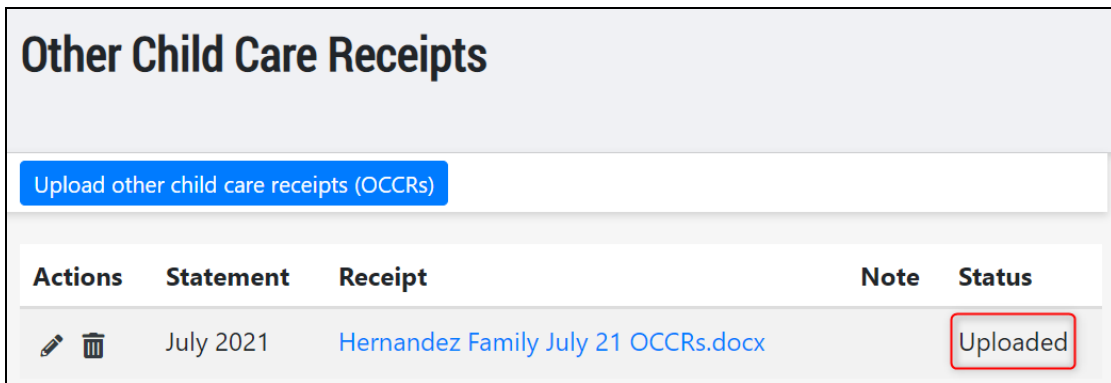 Other Child Care Receipts
Upload other child care receipts (OCCRs)
Actions Statement Receipt Note Status
July 2021 Hernandez Family July 21 OCCRs.docx Uploaded